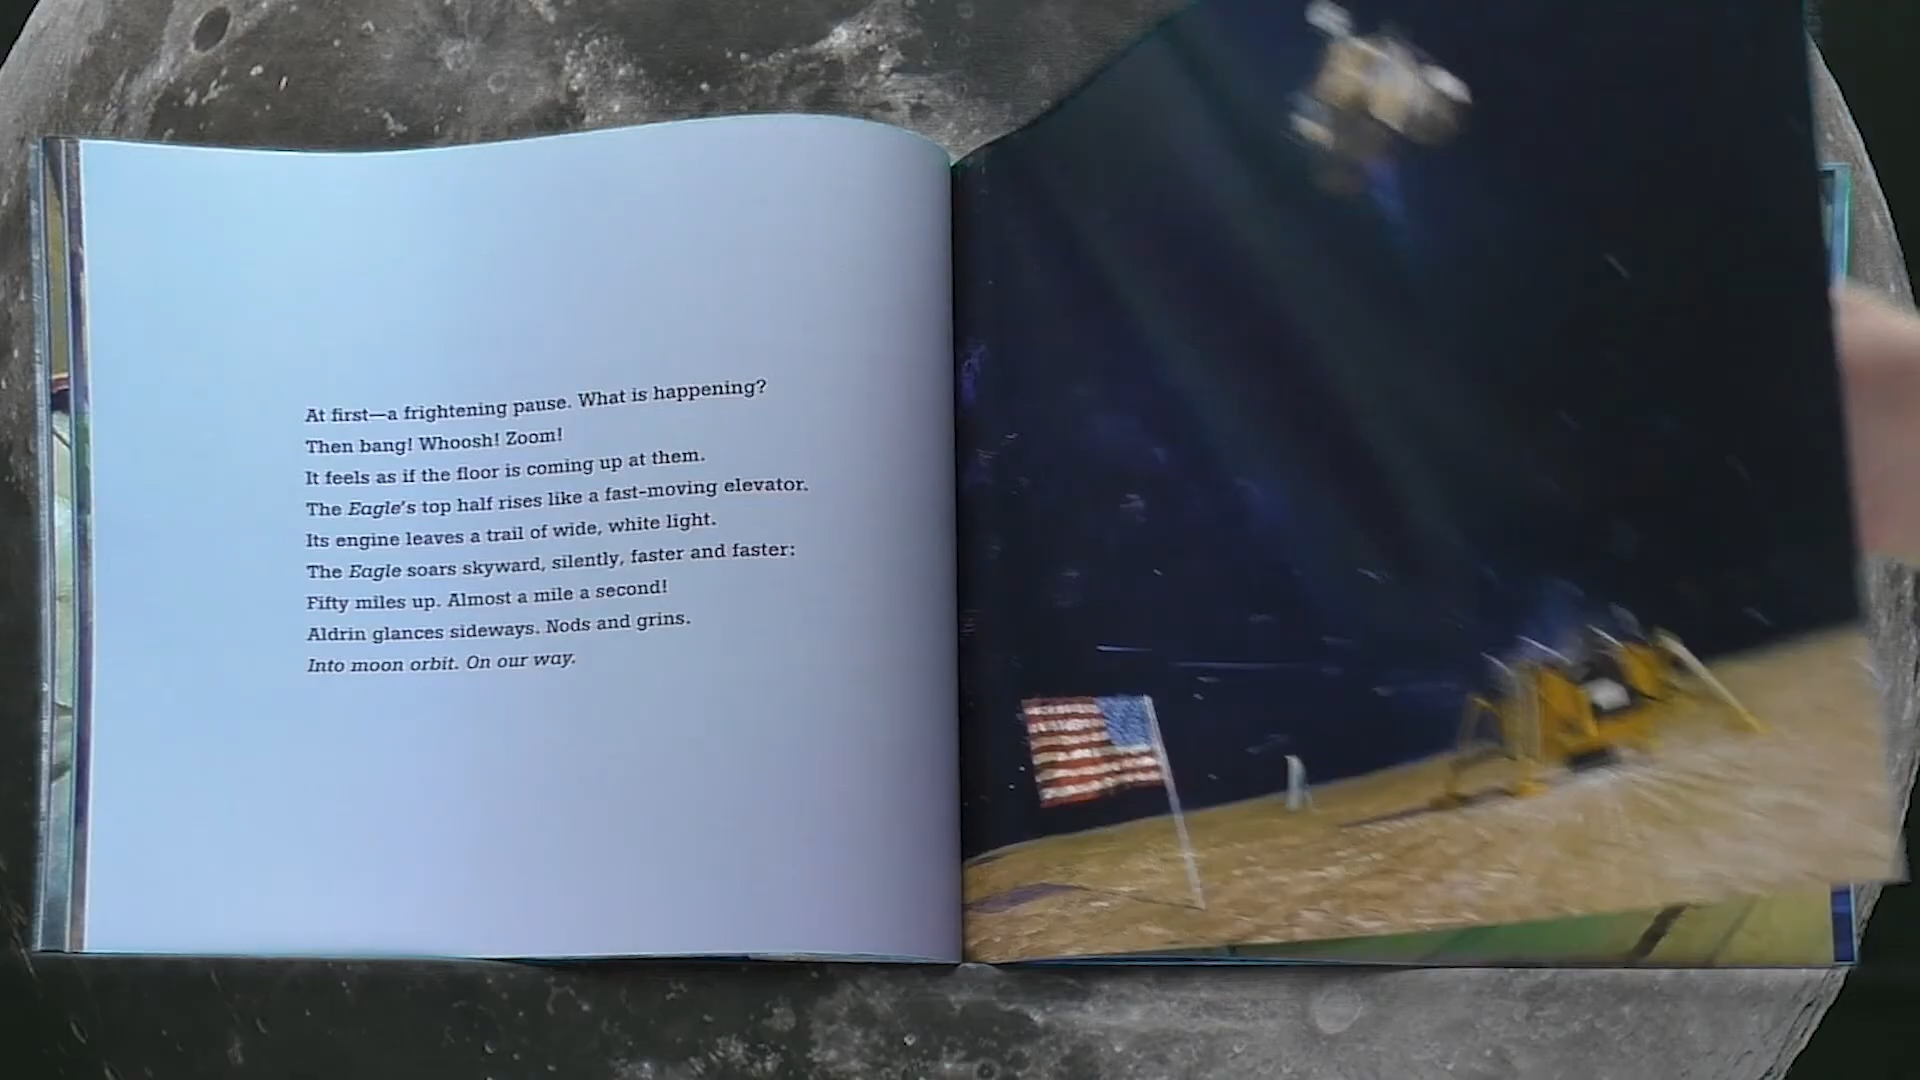 At first—a frightening pause. What is happening?
Then bang! Whoosh! Zoom!
It feels as if the floor is coming up at them.
The Eagle's top half rises like a fast-moving elevator.
Its engine leaves a trail of wide, white light.
The Eagle soars skyward, silently, faster and faster:
Fifty miles up. Almost a mile a second!
Aldrin glances sideways. Nods and grins.
Into moon orbit. On our way.